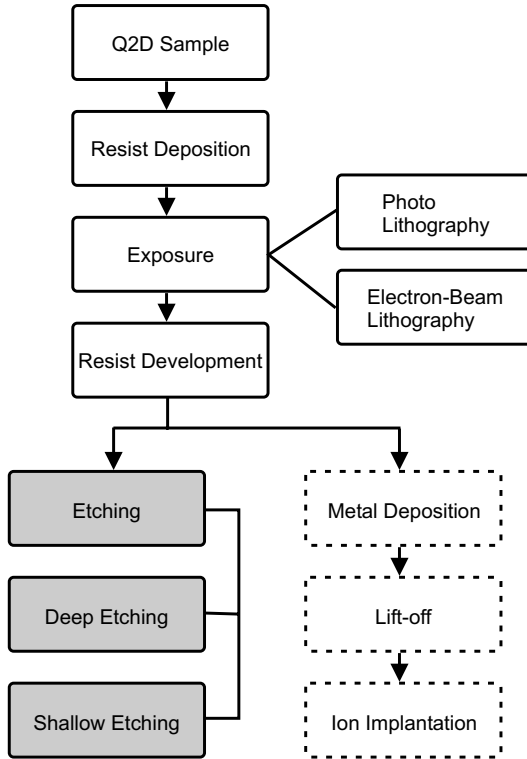 Q2D Sample
Resist Deposition
Exposure
Photo
Lithography
Electron-Beam
Lithography
Resist Development
Etching
Metal Deposition
Deep Etching
Lift-off
Shallow Etching
Ion Implantation